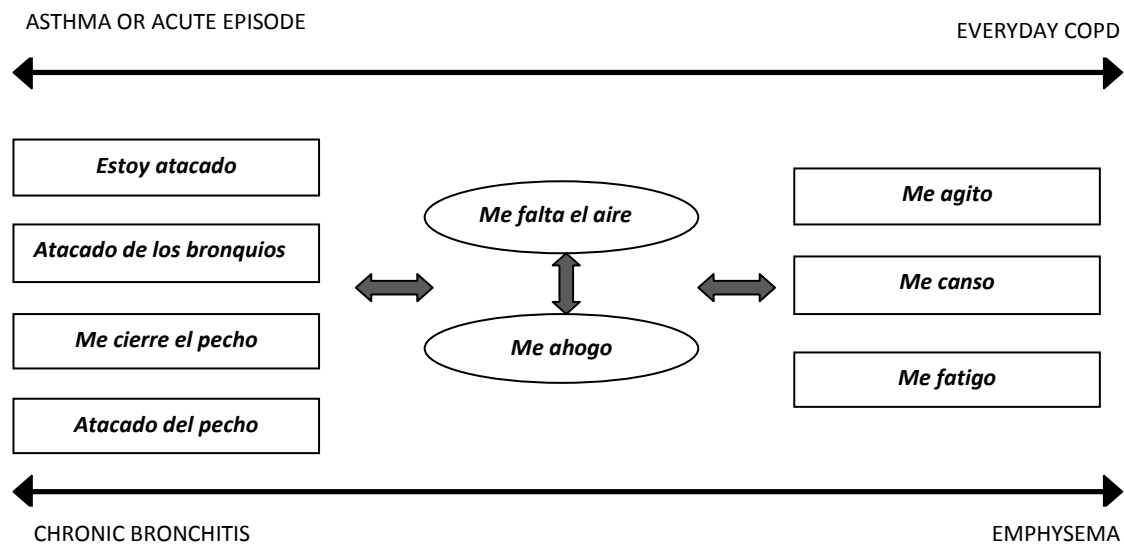 ASTHMA OR ACUTE EPISODE
EVERYDAY COPD
Estoy atacado
Atacado de los bronquios
Me cierre el pecho
Atacado del pecho
Me falta el aire
Me ahogo
Me agito
Me canso
Me fatigo
CHRONIC BRONCHITIS
EMPHYSEMA